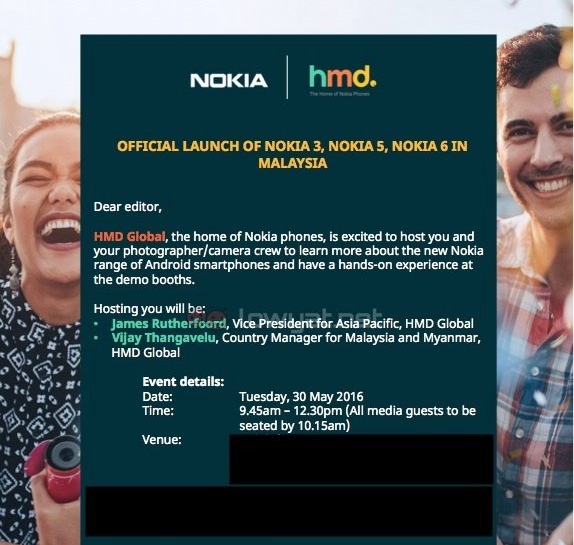 NOKIA
hmd.
The Home of Nokia Phones
OFFICIAL LAUNCH OF NOKIA 3, NOKIA 5, NOKIA 6 IN
MALAYSIA
Dear editor,
HMD Global, the home of Nokia phones, is excited to host you and
your photographer/camera crew to learn more about the new Nokia
range of Android smartphones and have a hands-on experience at
the demo booths.
Hosting you will be:
lowyat.net
• James Rutherfoord, Vice President for Asia Pacific, HMD Global
• Vijay Thangavelu, Country Manager for Malaysia and Myanmar,
HMD Global
Event details:
Date: Tuesday, 30 May 2016
Time: 9.45am – 12.30pm (All media guests to be
seated by 10.15am)
Venue: